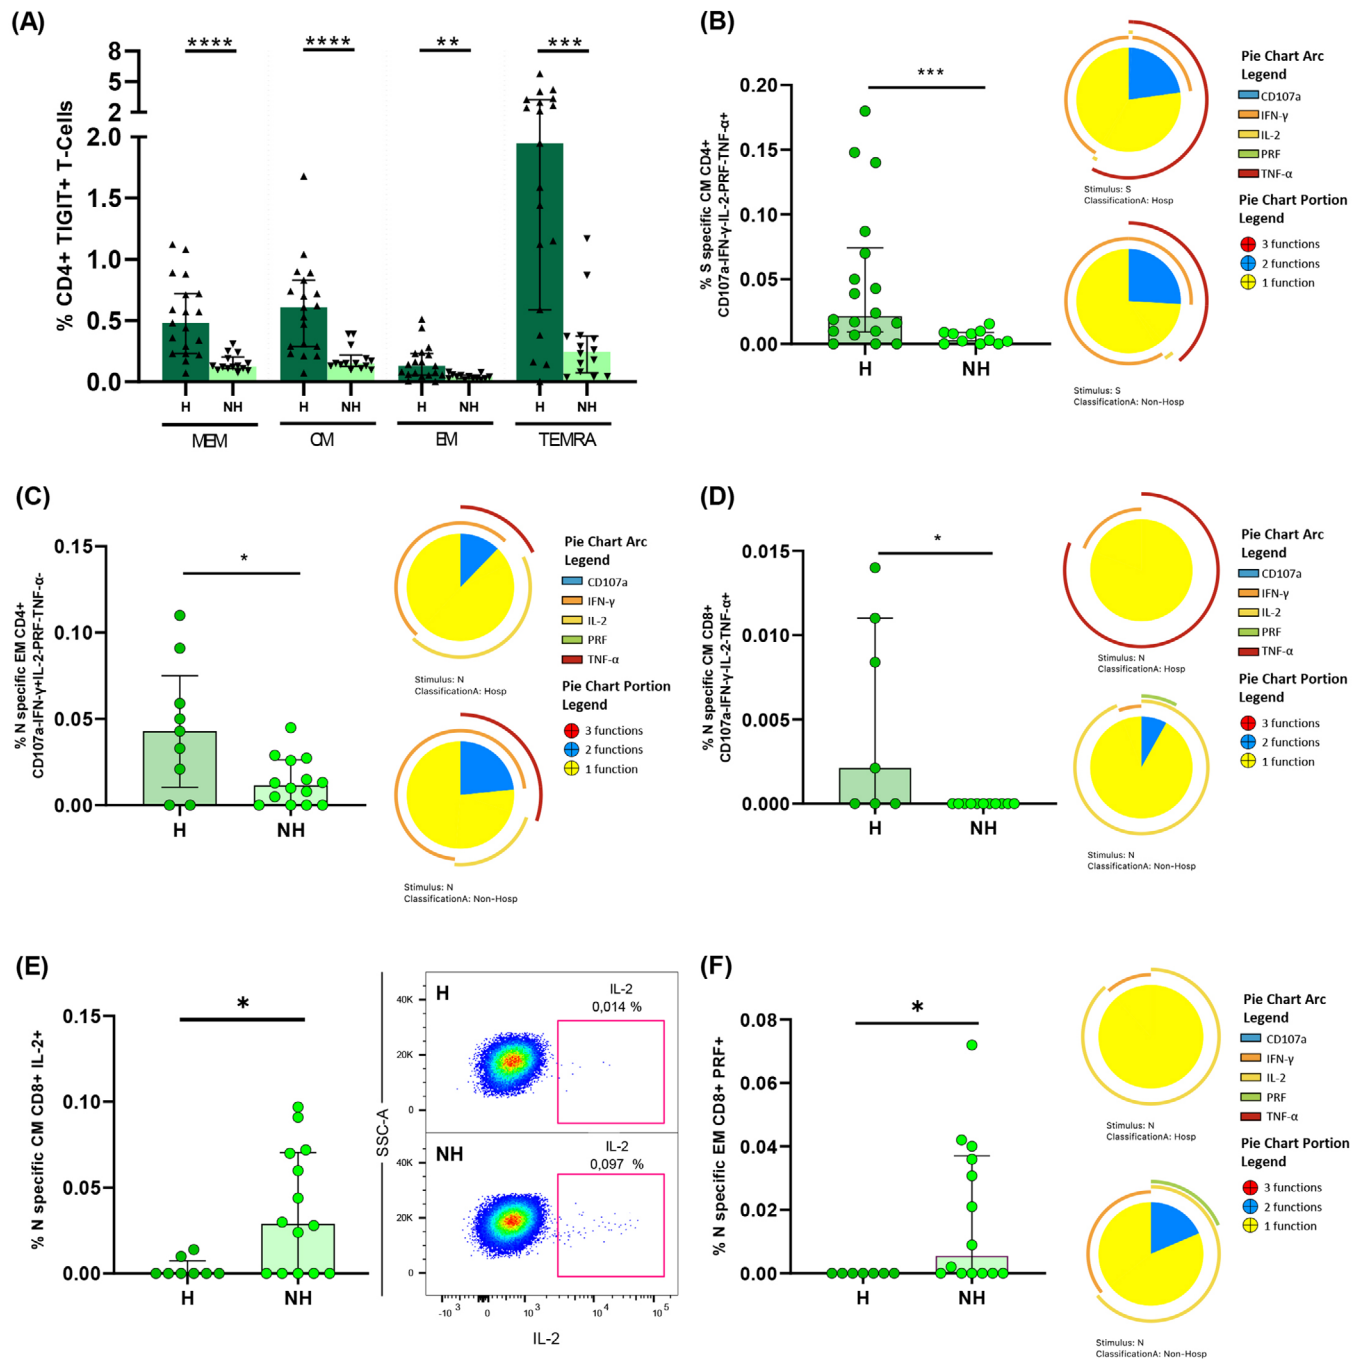 (A)
% CD4+ TIGIT+ T-Cells
8
5
2
2.0
1.5
1.0
0.5
0.0
****
****
**
***
H NH H NH H NH H NH
MEM CM EM TEMRA
(B)
% S specific CM CD4+
CD107a-IFN-γ-IL-2-PRF-TNF-α+
0.20
0.15
0.10
0.05
0.00
***
H NH
Stimulus: S
ClassificationA: Hosp
Stimulus: S
ClassificationA: Non-Hosp
Pie Chart Arc
Legend
CD107a
IFN-γ
IL-2
PRF
TNF-α
Pie Chart Portion
Legend
3 functions
2 functions
1 function
(C)
% N specific EM CD4+
CD107a-IFN-γ+IL-2-PRF-TNF-α-
0.15
0.10
0.05
0.00
*
H NH
Stimulus: N
ClassificationA: Hosp
Stimulus: N
ClassificationA: Non-Hosp
Pie Chart Arc
Legend
CD107a
IFN-γ
IL-2
PRF
TNF-α
Pie Chart Portion
Legend
3 functions
2 functions
1 function
(D)
% N specific CM CD8+
CD107a-IFN-γ-IL-2-TNF-α+
0.015
0.010
0.005
0.000
*
H NH
Stimulus: N
ClassificationA: Hosp
Stimulus: N
ClassificationA: Non-Hosp
Pie Chart Arc
Legend
CD107a
IFN-γ
IL-2
PRF
TNF-α
Pie Chart Portion
Legend
3 functions
2 functions
1 function
(E)
% N specific CM CD8+ IL-2+
0.15
0.10
0.05
0.00
*
H NH
SSC-A
H
IL-2
0,014 %
40K
20K
0
NH
IL-2
0,097 %
40K
20K
0
-10 3 0 10 3 10 4 10 5
IL-2
(F)
% N specific EM CD8+ PRF+
0.08
0.06
0.04
0.02
0.00
*
H NH
Stimulus: N
ClassificationA: Hosp
Stimulus: N
ClassificationA: Non-Hosp
Pie Chart Arc
Legend
CD107a
IFN-γ
IL-2
PRF
TNF-α
Pie Chart Portion
Legend
3 functions
2 functions
1 function